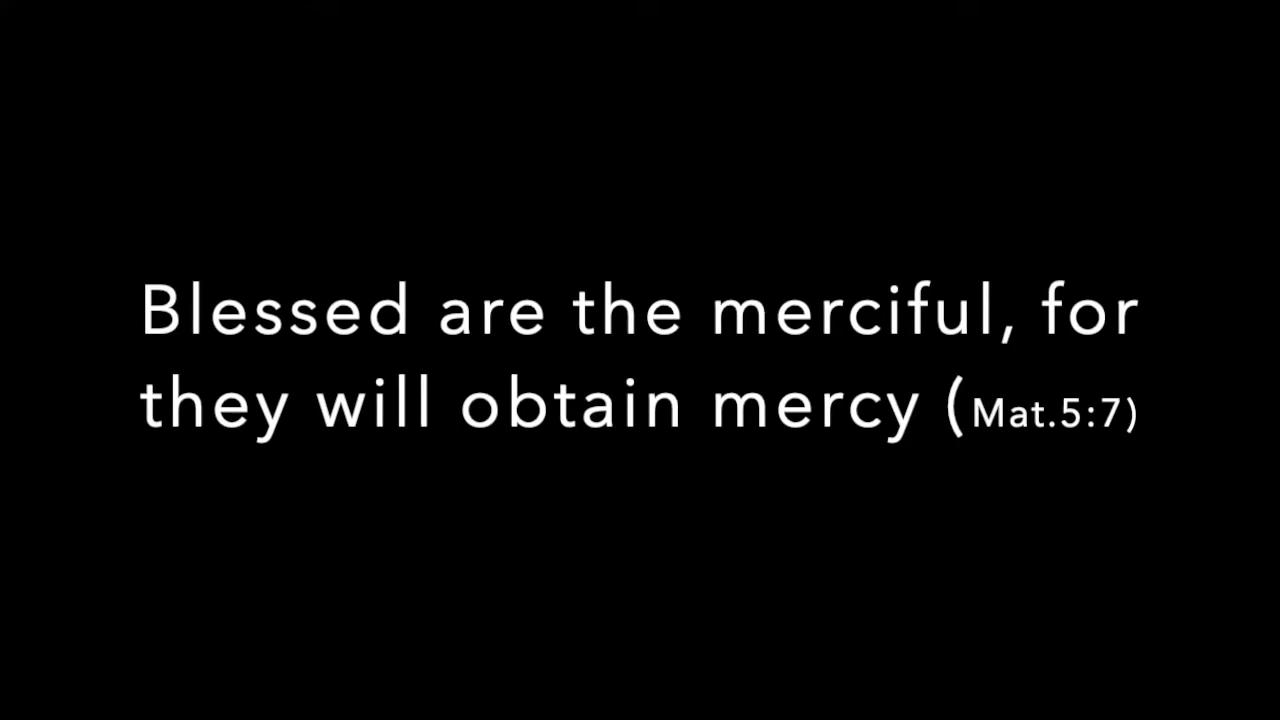 Blessed are the merciful, for
they will obtain mercy (Mat.5:7)